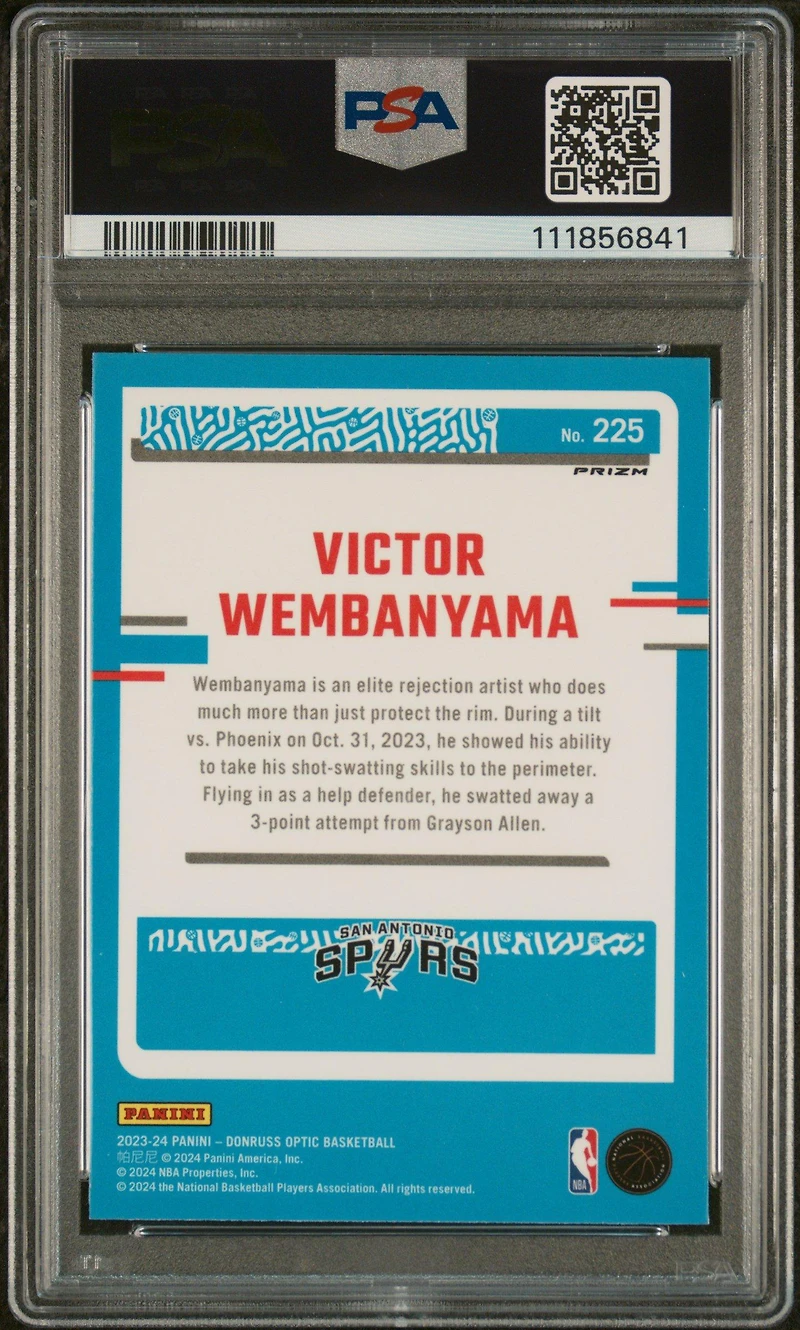 PSA
111856841
No. 225
PRIZM
VICTOR
WEMBANYAMA
Wembanyama is an elite rejection artist who does
much more than just protect the rim. During a tilt
vs. Phoenix on Oct. 31, 2023, he showed his ability
to take his shot-swatting skills to the perimeter.
Flying in as a help defender, he swatted away a
3-point attempt from Grayson Allen.
SAN ANTONIO
SPURS
PANINI
2023-24 PANINI – DONRUSS OPTIC BASKETBALL
帕尼尼 © 2024 Panini America, Inc.
© 2024 NBA Properties, Inc.
© 2024 the National Basketball Players Association. All rights reserved.
NBA
PSA